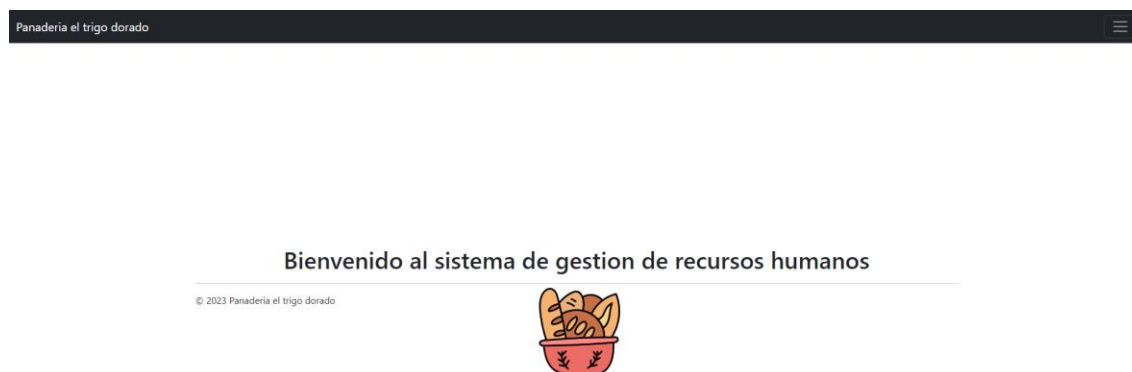 Panaderia el trigo dorado
Bienvenido al sistema de gestion de recursos humanos
© 2023 Panaderia el trigo dorado